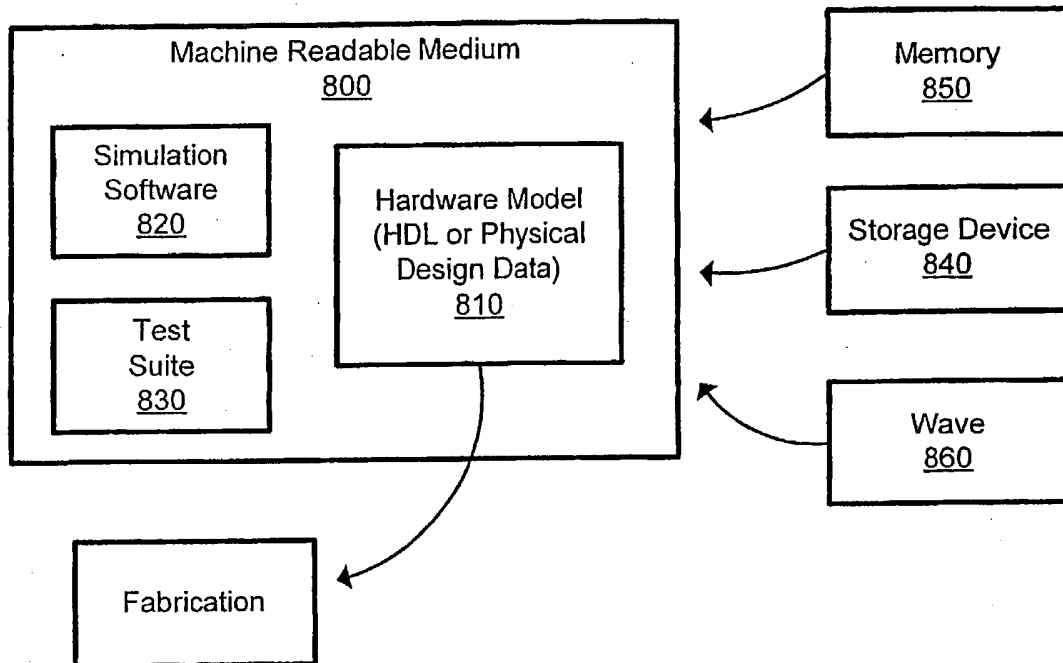 Machine Readable Medium
800
Simulation
Software
820
Test
Suite
830
Hardware Model
(HDL or Physical
Design Data)
810
Memory
850
Storage Device
840
Wave
860
Fabrication